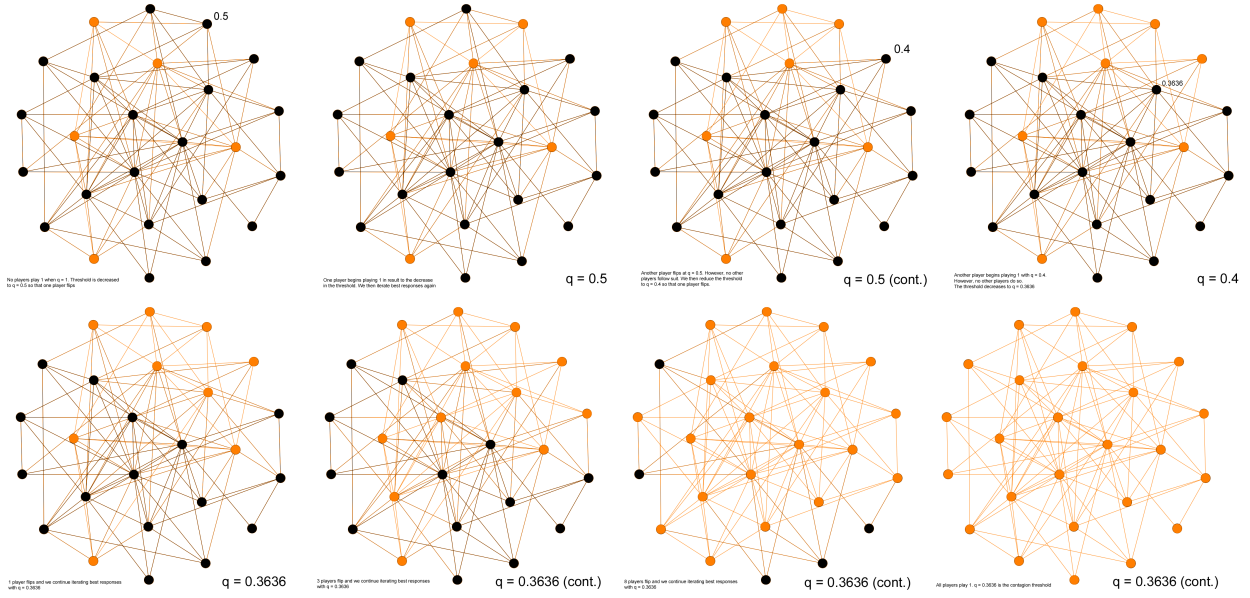 0.5
No players play 1 when q = 1. Threshold is decreased
to q = 0.5 so that one player flips
One player begins playing 1 in result to the decrease
in the threshold. We then iterate best responses again
q = 0.5
0.4
Another player flips at q = 0.5. However, no other
players follow suit. We then reduce the threshold
to q = 0.4 so that one player flips.
q = 0.5 (cont.)
0.3636
Another player begins playing 1 with q = 0.4.
However, no other players do so.
The threshold decreases to q = 0.3636
q = 0.4
1 player flips and we continue iterating best responses
with q = 0.3636
q = 0.3636
3 players flip and we continue iterating best responses
with q = 0.3636
q = 0.3636 (cont.)
8 players flip and we continue iterating best responses
with q = 0.3636
q = 0.3636 (cont.)
All players play 1. q = 0.3636 is the contagion threshold
q = 0.3636 (cont.)